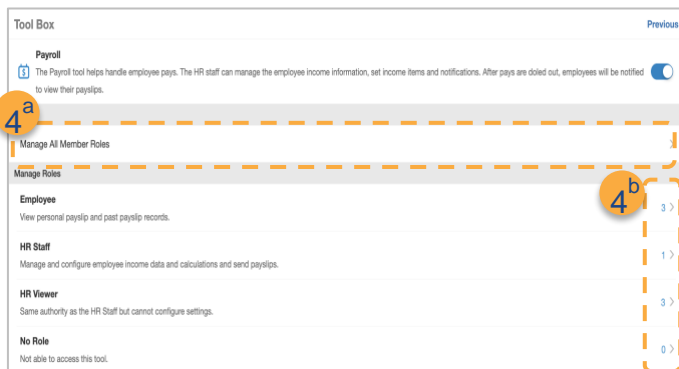 Tool Box Previous
Payroll
The Payroll tool helps handle employee pays. The HR staff can manage the employee income information, set income items and notifications. After pays are doled out, employees will be notified
to view their payslips.
4a
Manage All Member Roles
Manage Roles
4b
Employee
View personal payslip and past payslip records.
3
HR Staff
Manage and configure employee income data and calculations and send payslips.
1
HR Viewer
Same authority as the HR Staff but cannot configure settings.
3
No Role
Not able to access this tool.
0